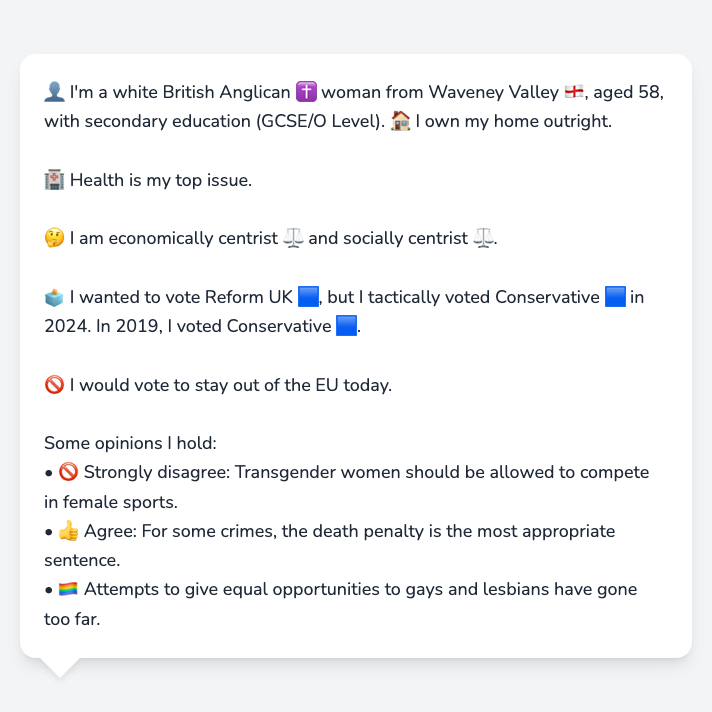 👤 I'm a white British Anglican ✝️ woman from Waveney Valley 🏴󠁧󠁢󠁥󠁮󠁧󠁿, aged 58,
with secondary education (GCSE/O Level). 🏠 I own my home outright.
🏥 Health is my top issue.
🤔 I am economically centrist ⚖️ and socially centrist ⚖️.
🗳️ I wanted to vote Reform UK 🟦, but I tactically voted Conservative 🟦 in
2024. In 2019, I voted Conservative 🟦.
🚫 I would vote to stay out of the EU today.
Some opinions I hold:
• 🚫 Strongly disagree: Transgender women should be allowed to compete
in female sports.
• 👍 Agree: For some crimes, the death penalty is the most appropriate
sentence.
• 🏳️‍🌈 Attempts to give equal opportunities to gays and lesbians have gone
too far.